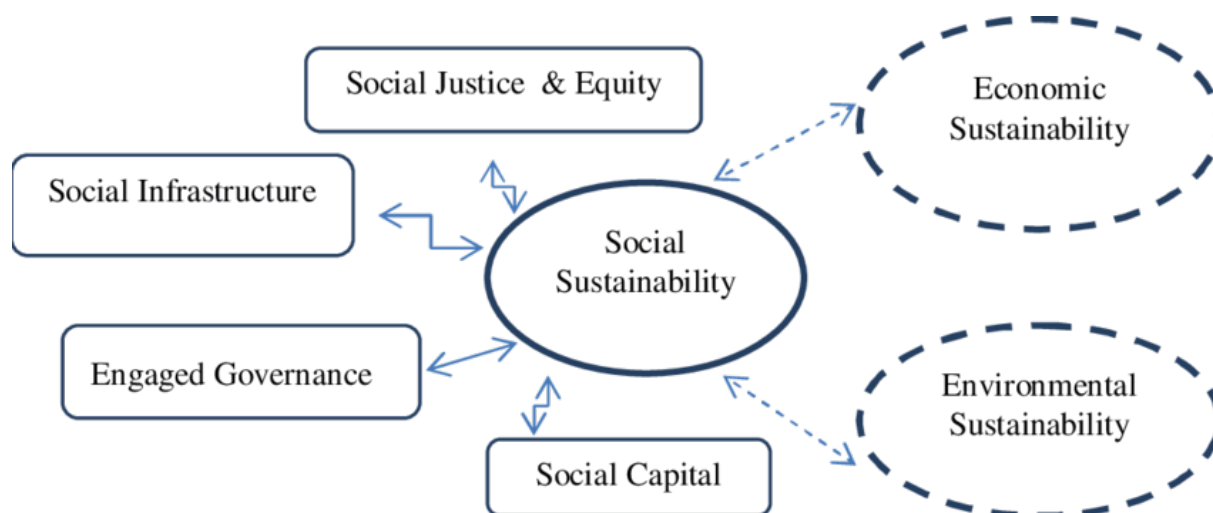 Social Justice & Equity
Economic
Sustainability
Social Infrastructure
Social
Sustainability
Engaged Governance
Environmental
Sustainability
Social Capital